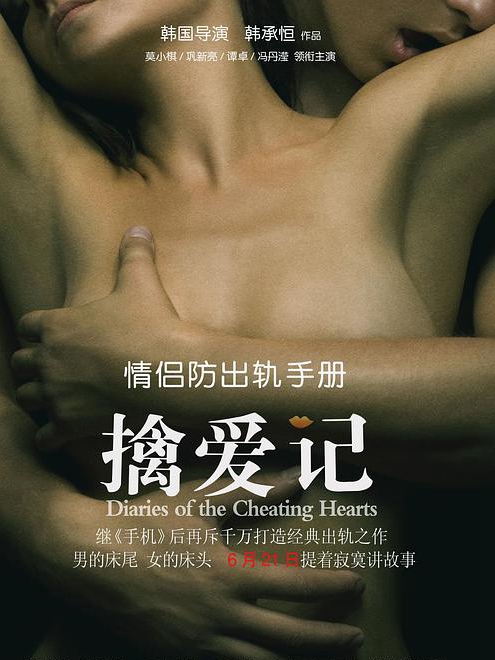 韩国导演 韩承恒 作品
莫小棋 / 巩新亮 / 谭卓 / 冯丹滢 领衔主演
情侣防出轨手册
擒爱记
Diaries of the Cheating Hearts
继《手机》后再斥千万打造经典出轨之作
男的床尾 女的床头 6月21日提着寂寞讲故事